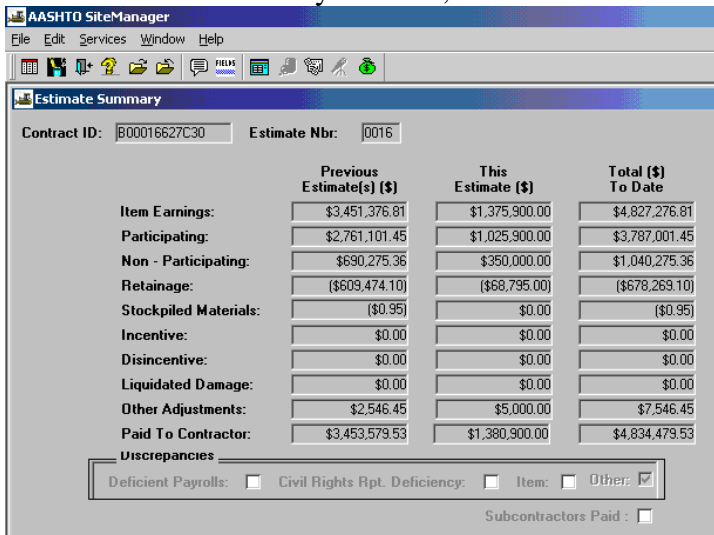 AASHTO SiteManager
File Edit Services Window Help
FIELDS
Estimate Summary
Contract ID: B00016627C30 Estimate Nbr: 0016
Previous Estimate(s) ($) This Estimate ($) Total ($) To Date
Item Earnings: $3,451,376.81 $1,375,900.00 $4,827,276.81
Participating: $2,761,101.45 $1,025,900.00 $3,787,001.45
Non - Participating: $690,275.36 $350,000.00 $1,040,275.36
Retainage: ($609,474.10) ($68,795.00) ($678,269.10)
Stockpiled Materials: ($0.95) $0.00 ($0.95)
Incentive: $0.00 $0.00 $0.00
Disincentive: $0.00 $0.00 $0.00
Liquidated Damage: $0.00 $0.00 $0.00
Other Adjustments: $2,546.45 $5,000.00 $7,546.45
Paid To Contractor: $3,453,579.53 $1,380,900.00 $4,834,479.53
Discrepancies
Deficient Payrolls: Civil Rights Rpt. Deficiency: Item: Other:
Subcontractors Paid :